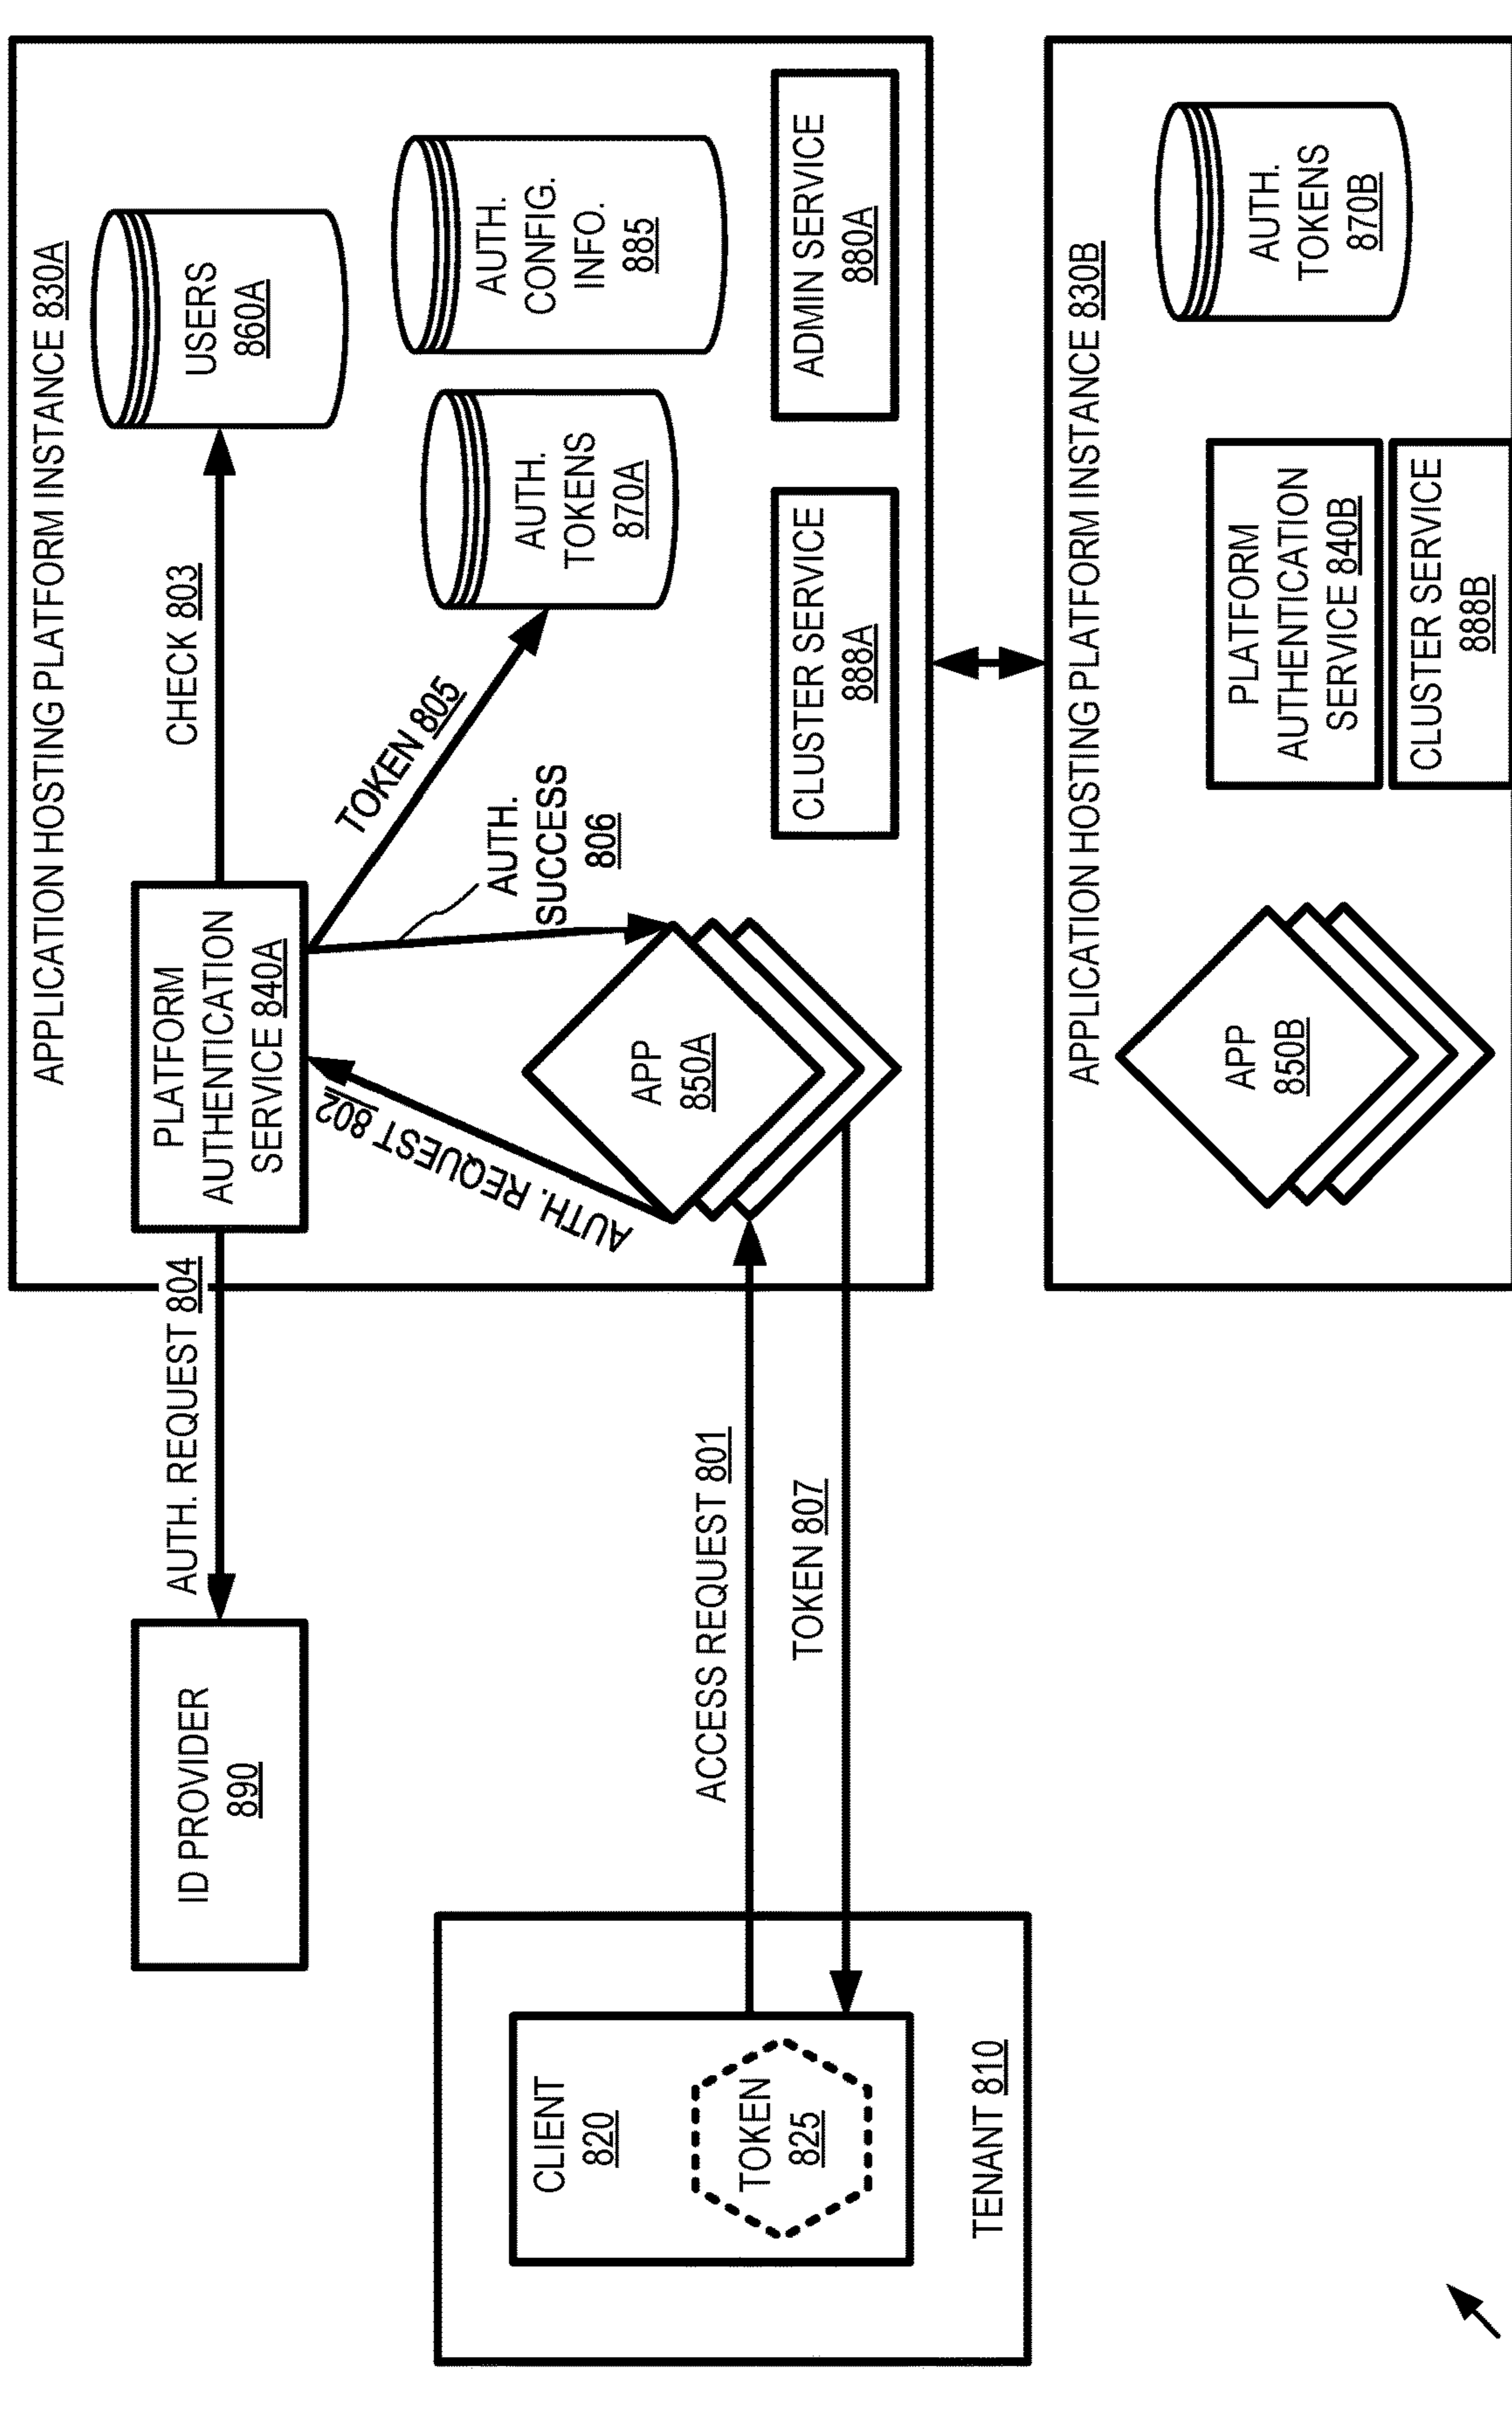 APPLICATION HOSTING PLATFORM INSTANCE 830A
ID PROVIDER
890
AUTH. REQUEST 804
PLATFORM
AUTHENTICATION
SERVICE 840A
CHECK 803
USERS
860A
AUTH. REQUEST 802
TOKEN 805
AUTH.
SUCCESS
806
AUTH.
TOKENS
870A
AUTH.
CONFIG.
INFO.
885
APP
850A
CLIENT
820
TOKEN
825
TENANT 810
ACCESS REQUEST 801
TOKEN 807
CLUSTER SERVICE
888A
ADMIN SERVICE
880A
APPLICATION HOSTING PLATFORM INSTANCE 830B
APP
850B
PLATFORM
AUTHENTICATION
SERVICE 840B
CLUSTER SERVICE
888B
AUTH.
TOKENS
870B